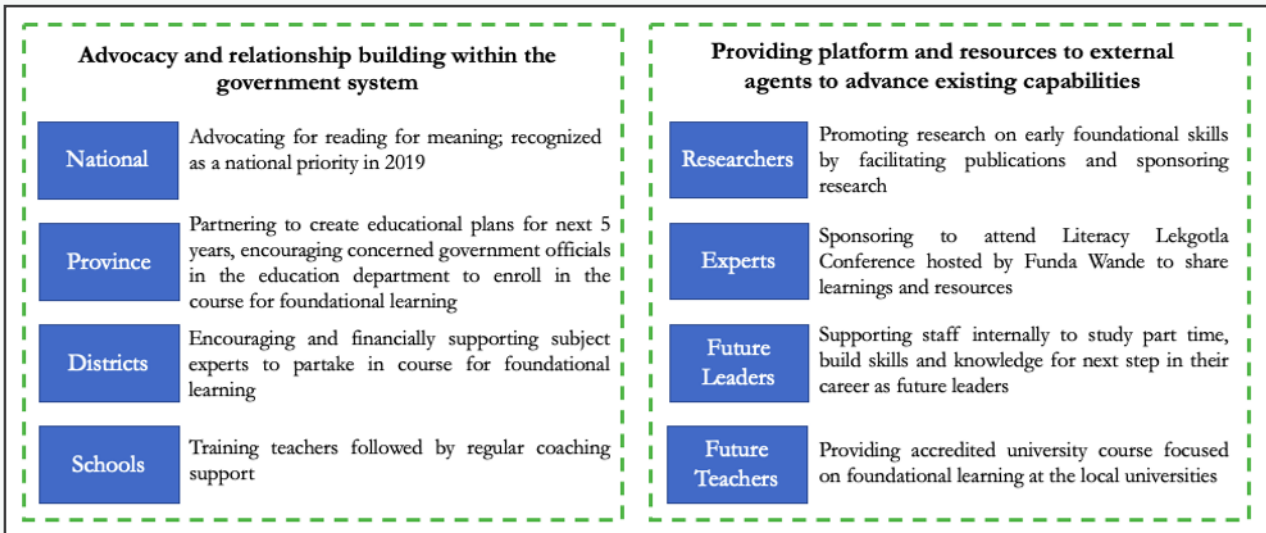 Advocacy and relationship building within the
government system
National
Advocating for reading for meaning; recognized
as a national priority in 2019
Province
Partnering to create educational plans for next 5
years, encouraging concerned government officials
in the education department to enroll in the
course for foundational learning
Districts
Encouraging and financially supporting subject
experts to partake in course for foundational
learning
Schools
Training teachers followed by regular coaching
support
Providing platform and resources to external
agents to advance existing capabilities
Researchers
Promoting research on early foundational skills
by facilitating publications and sponsoring
research
Experts
Sponsoring to attend Literacy Lekgotla
Conference hosted by Funda Wande to share
learnings and resources
Future
Leaders
Supporting staff internally to study part time,
build skills and knowledge for next step in their
career as future leaders
Future
Teachers
Providing accredited university course focused
on foundational learning at the local universities